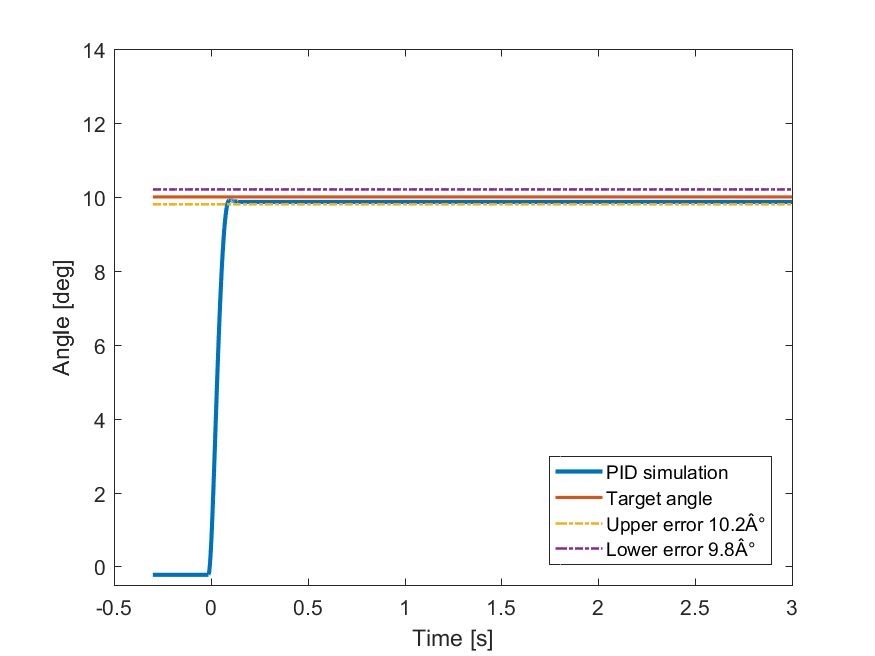 14
12
10
8
6
4
2
0
Angle [deg]
-0.5
0
0.5
1
1.5
2
2.5
3
Time [s]
PID simulation
Target angle
Upper error 10.2Â°
Lower error 9.8Â°